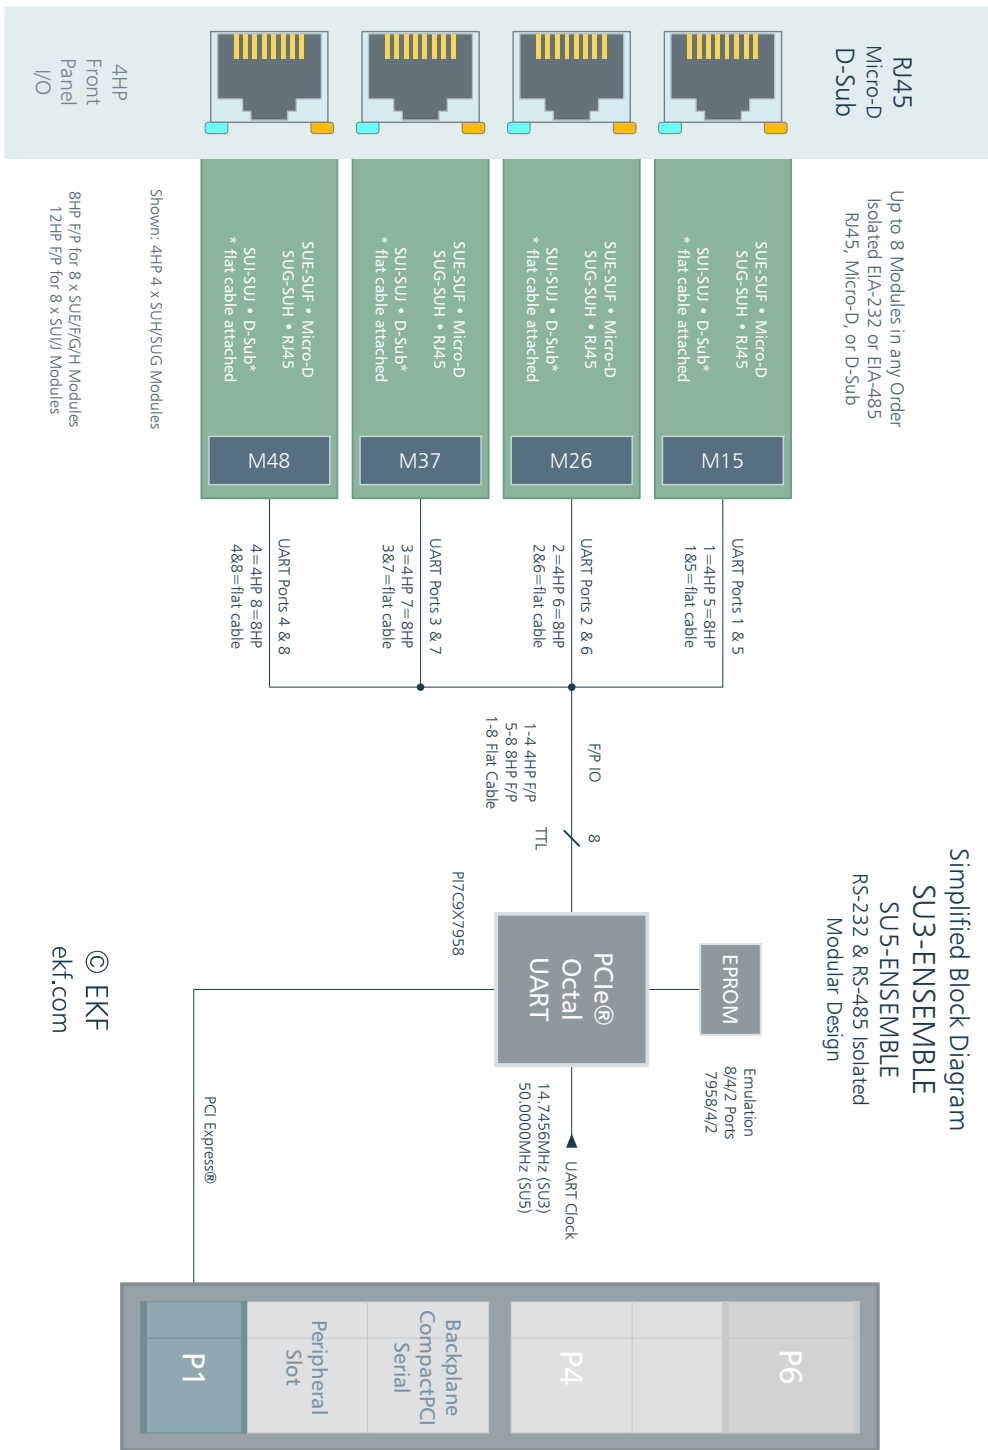 RJ45
Micro-D
D-Sub
4HP
Front
Panel
I/O
Up to 8 Modules in any Order
Isolated EIA-232 or EIA-485
RJ45, Micro-D, or D-Sub
SUE-SUF • Micro-D
SUG-SUH • RJ45
SUI-SUJ • D-Sub*
* flat cable attached
M15
SUE-SUF • Micro-D
SUG-SUH • RJ45
SUI-SUJ • D-Sub*
* flat cable attached
M26
SUE-SUF • Micro-D
SUG-SUH • RJ45
SUI-SUJ • D-Sub*
* flat cable attached
M37
SUE-SUF • Micro-D
SUG-SUH • RJ45
SUI-SUJ • D-Sub*
* flat cable attached
M48
Shown: 4HP 4 x SUH/SUG Modules
8HP F/P for 8 x SUE/F/G/H Modules
12HP F/P for 8 x SUI/J Modules
UART Ports 1 & 5
1=4HP 5=8HP
1&5=flat cable
UART Ports 2 & 6
2=4HP 6=8HP
2&6=flat cable
UART Ports 3 & 7
3=4HP 7=8HP
3&7=flat cable
UART Ports 4 & 8
4=4HP 8=8HP
4&8=flat cable
F/P IO
1-4 4HP F/P
5-8 8HP F/P
1-8 Flat Cable
8
TTL
Simplified Block Diagram
SU3-ENSEMBLE
SU5-ENSEMBLE
RS-232 & RS-485 Isolated
Modular Design
EPROM
Emulation
8/4/2 Ports
7958/4/2
PCIe®
Octal
UART
PI7C9X7958
UART Clock
14.7456MHz (SU3)
50.0000MHz (SU5)
PCI Express®
© EKF
ekf.com
P6
P4
Backplane
CompactPCI
Serial
Peripheral
Slot
P1